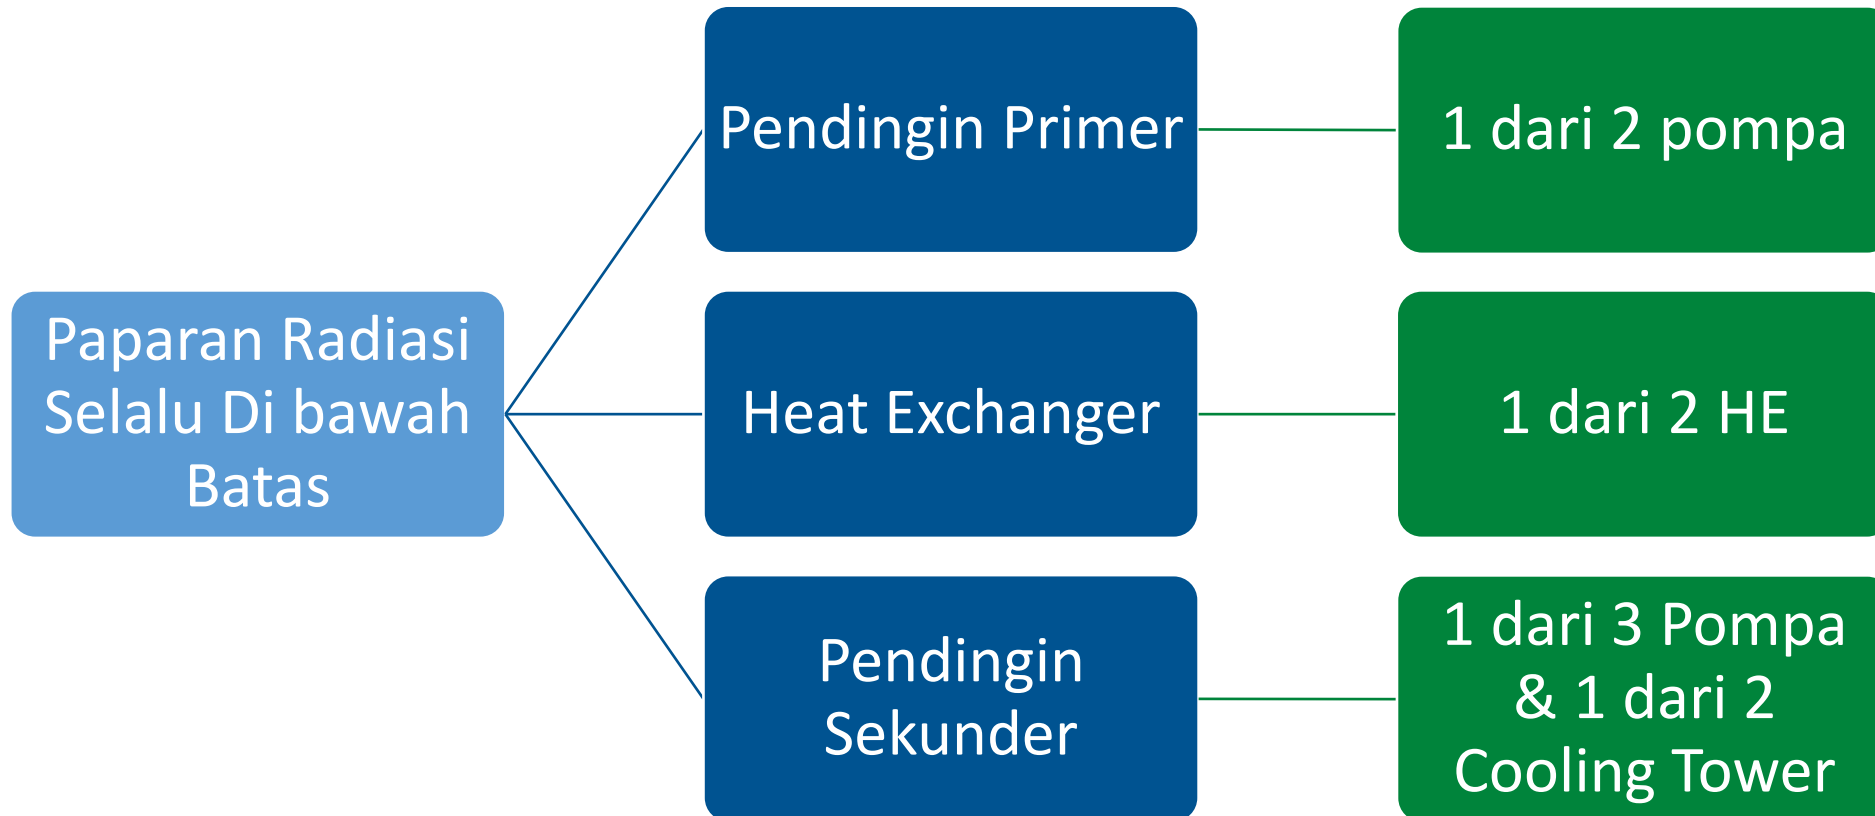 Paparan Radiasi
Selalu Di bawah
Batas
Pendingin Primer
1 dari 2 pompa
Heat Exchanger
1 dari 2 HE
Pendingin
Sekunder
1 dari 3 Pompa
& 1 dari 2
Cooling Tower